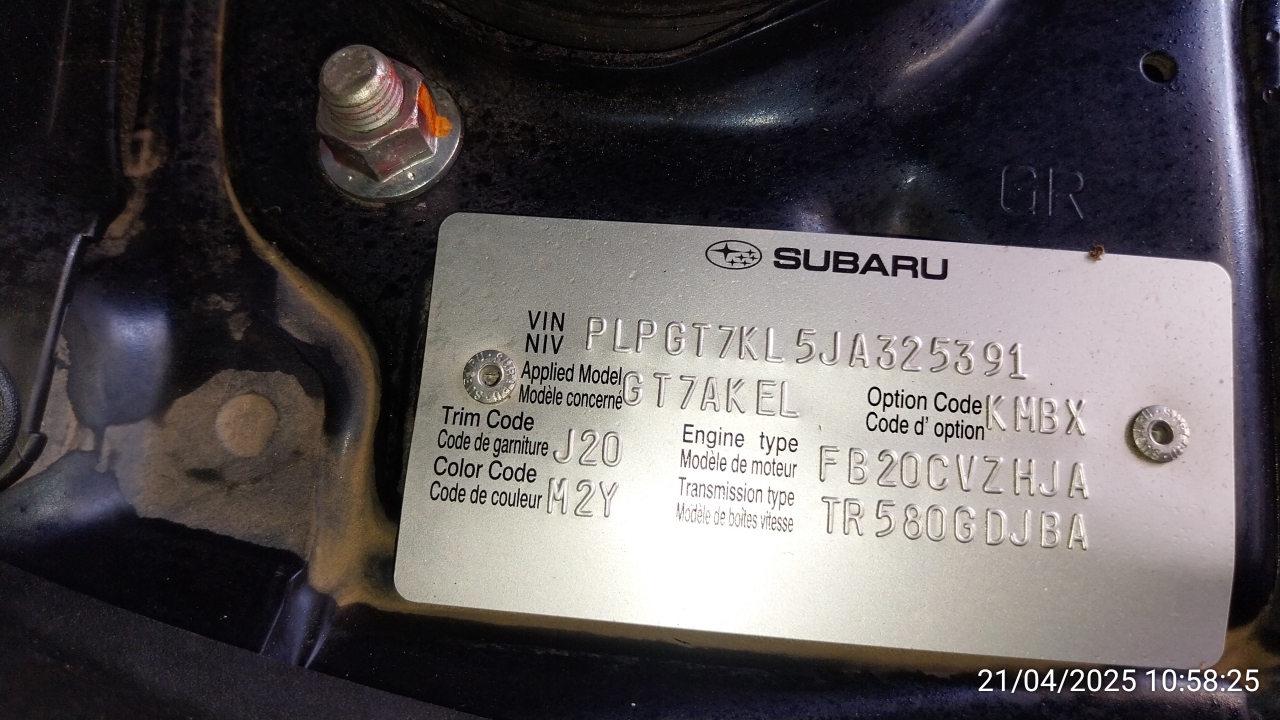 GR
SUBARU
VIN PLPGT7KL5JA325391
NIV
Applied Model GT7AKEL
Modèle concerné
Option Code KMBX
Code d' option
Trim Code
Code de garniture J20
Engine type FB20CVZHJA
Modèle de moteur
Color Code
Code de couleur M2Y
Transmission type TR580GDJBA
Modèle de boîtes vitesse
21/04/2025 10:58:25